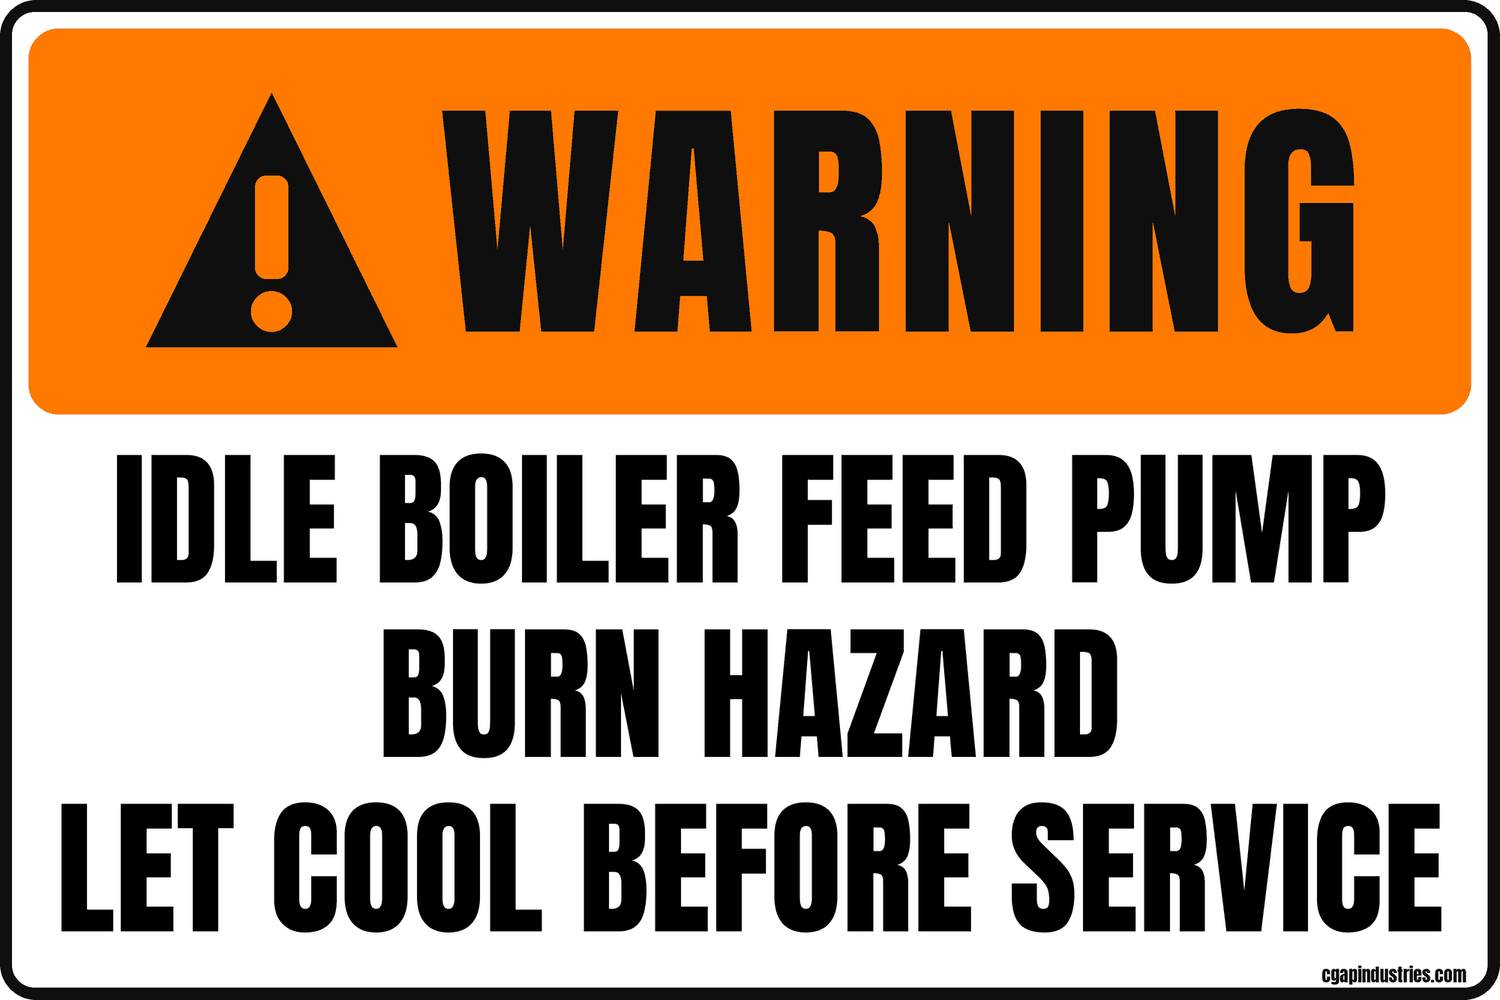 WARNING
IDLE BOILER FEED PUMP
BURN HAZARD
LET COOL BEFORE SERVICE
cgapindustries.com